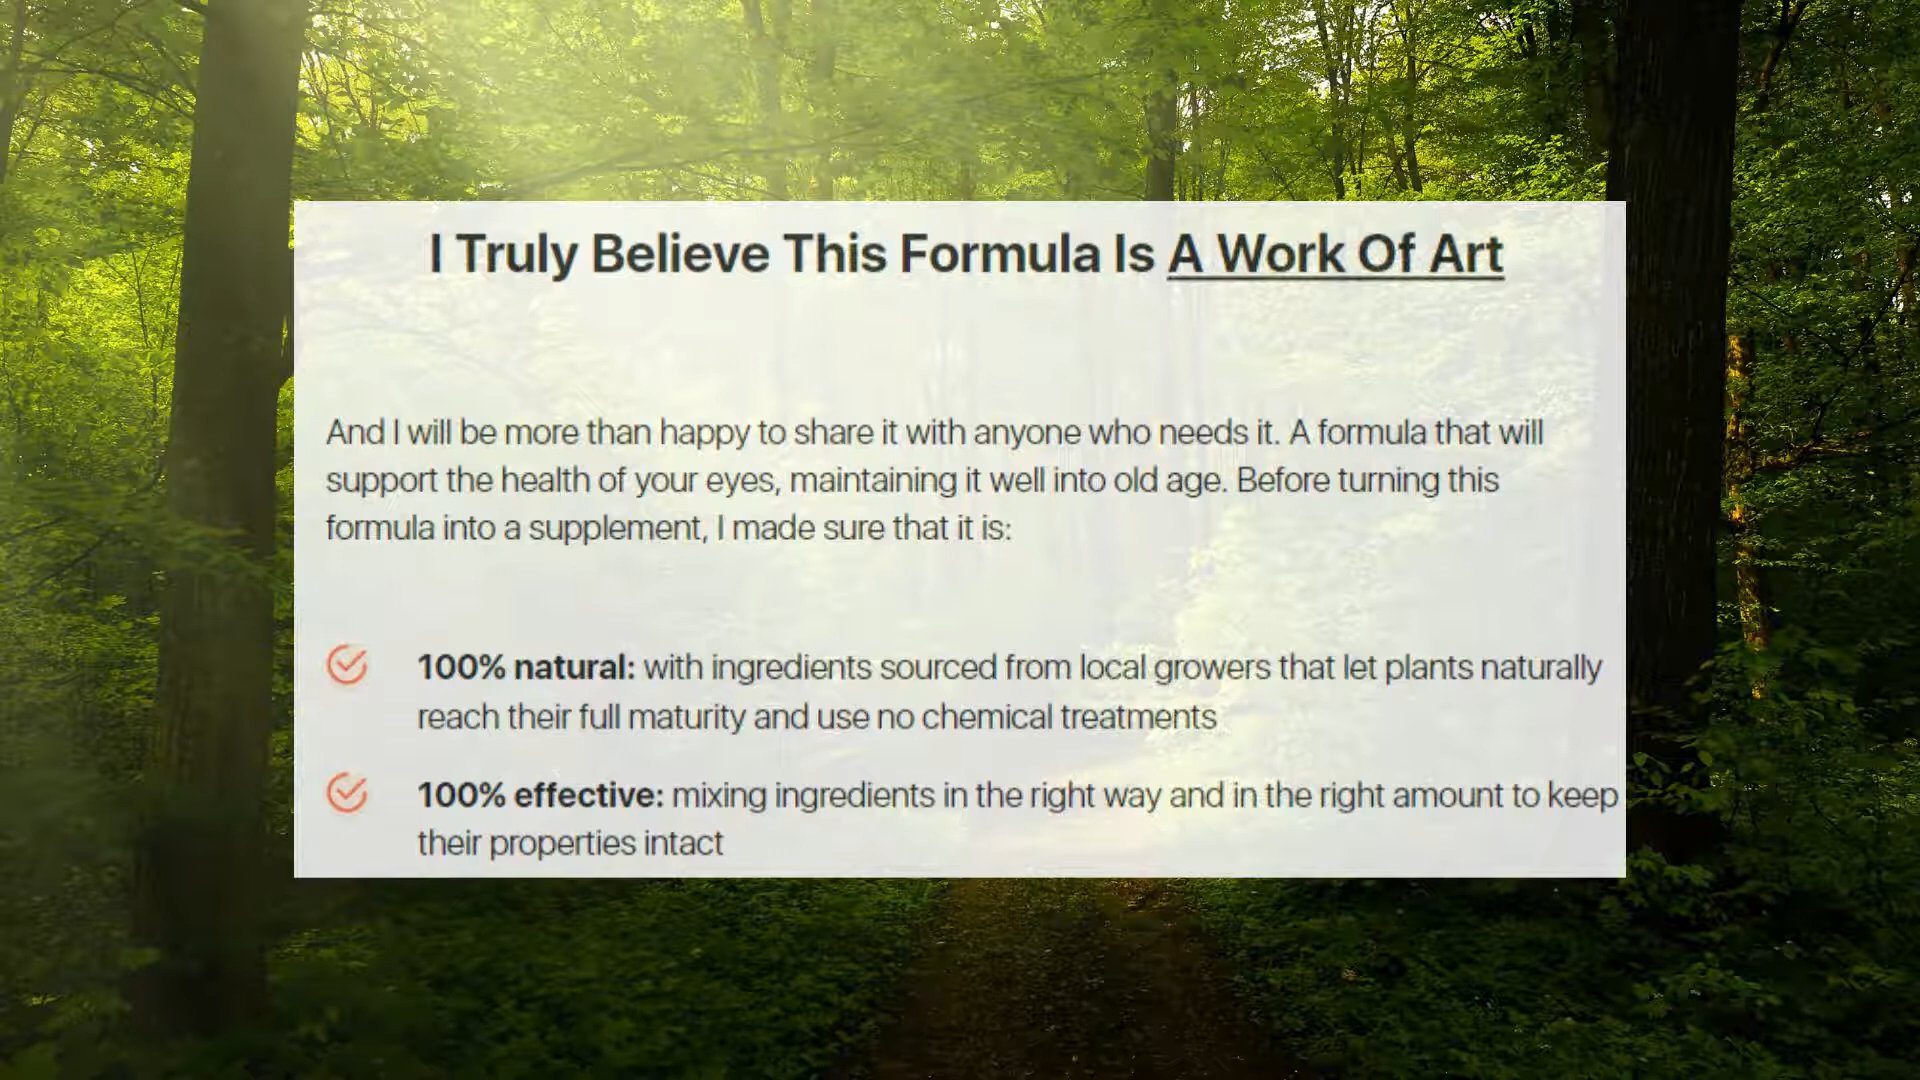 I Truly Believe This Formula Is A Work Of Art
And I will be more than happy to share it with anyone who needs it. A formula that will
support the health of your eyes, maintaining it well into old age. Before turning this
formula into a supplement, I made sure that it is:
100% natural: with ingredients sourced from local growers that let plants naturally
reach their full maturity and use no chemical treatments
100% effective: mixing ingredients in the right way and in the right amount to keep
their properties intact